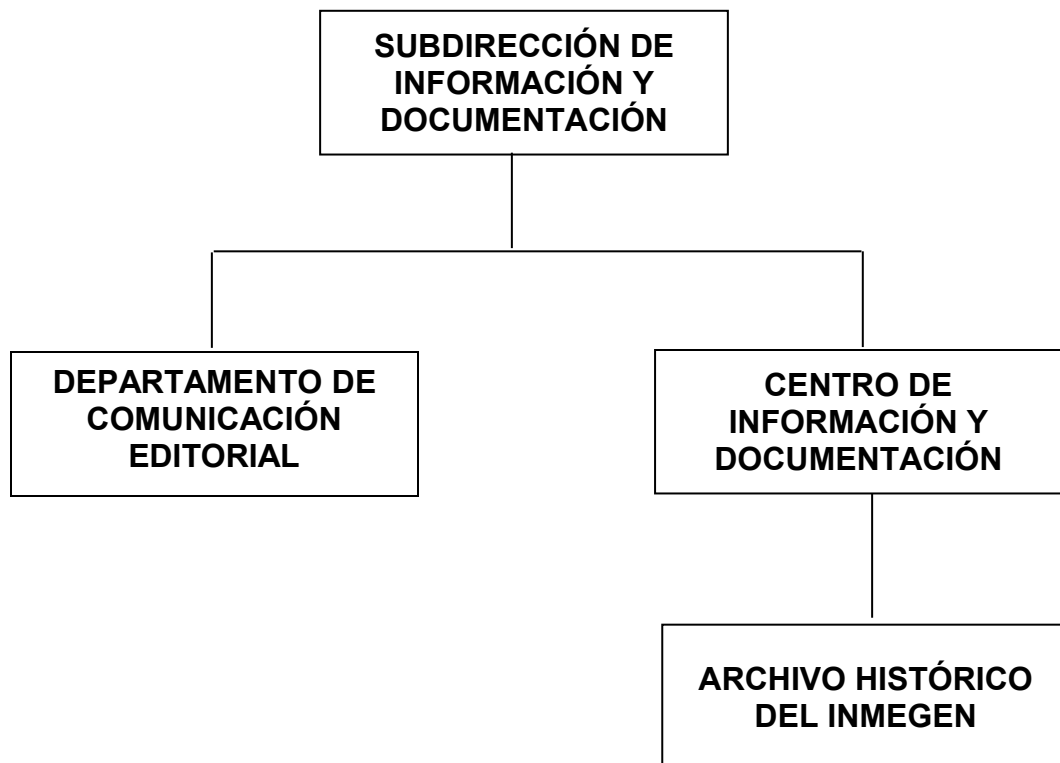 SUBDIRECCIÓN DE
INFORMACIÓN Y
DOCUMENTACIÓN
DEPARTAMENTO DE
COMUNICACIÓN
EDITORIAL
CENTRO DE
INFORMACIÓN Y
DOCUMENTACIÓN
ARCHIVO HISTÓRICO
DEL INMEGEN